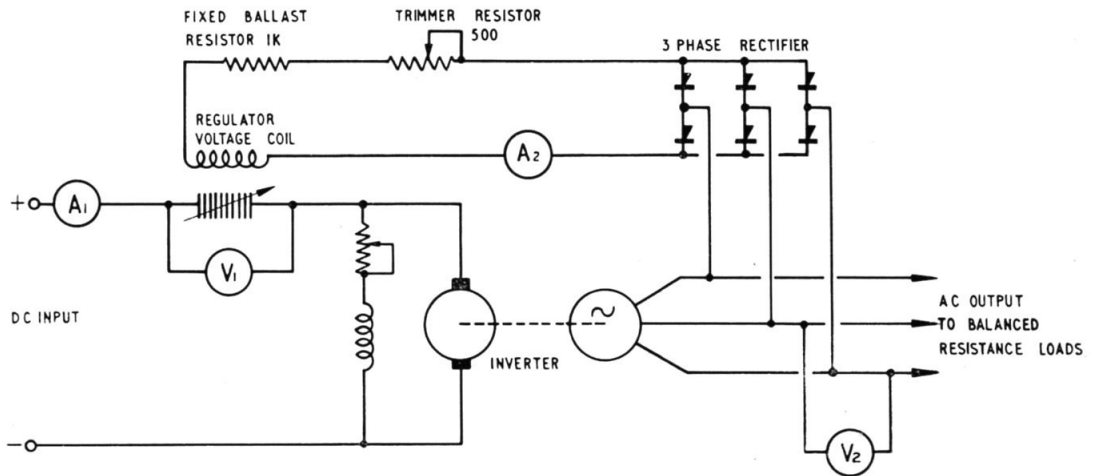 FIXED BALLAST
RESISTOR 1K
TRIMMER RESISTOR
500
3 PHASE RECTIFIER
REGULATOR
VOLTAGE COIL
A2
+
A1
V1
DC INPUT
~
INVERTER
AC OUTPUT
TO BALANCED
RESISTANCE LOADS
−
V2